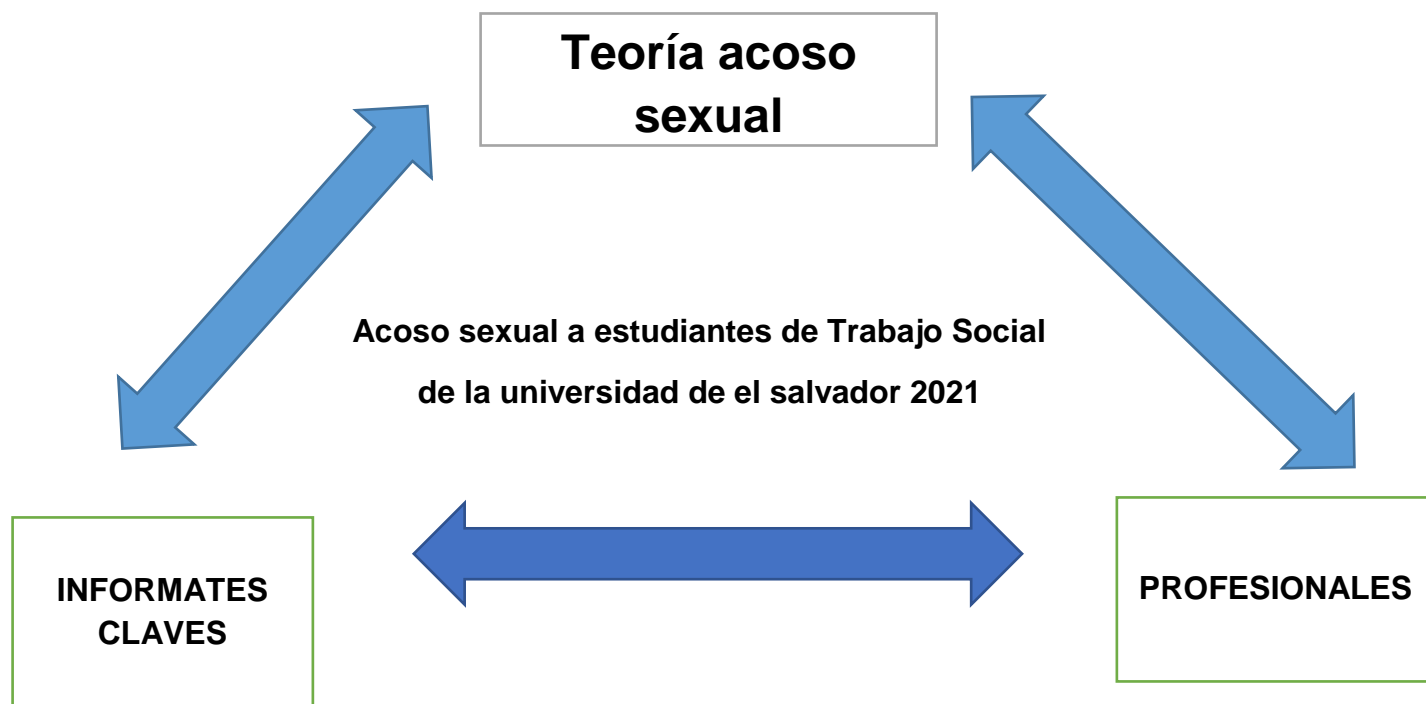 Teoría acoso
sexual
Acoso sexual a estudiantes de Trabajo Social
de la universidad de el salvador 2021
INFORMATES
CLAVES
PROFESIONALES